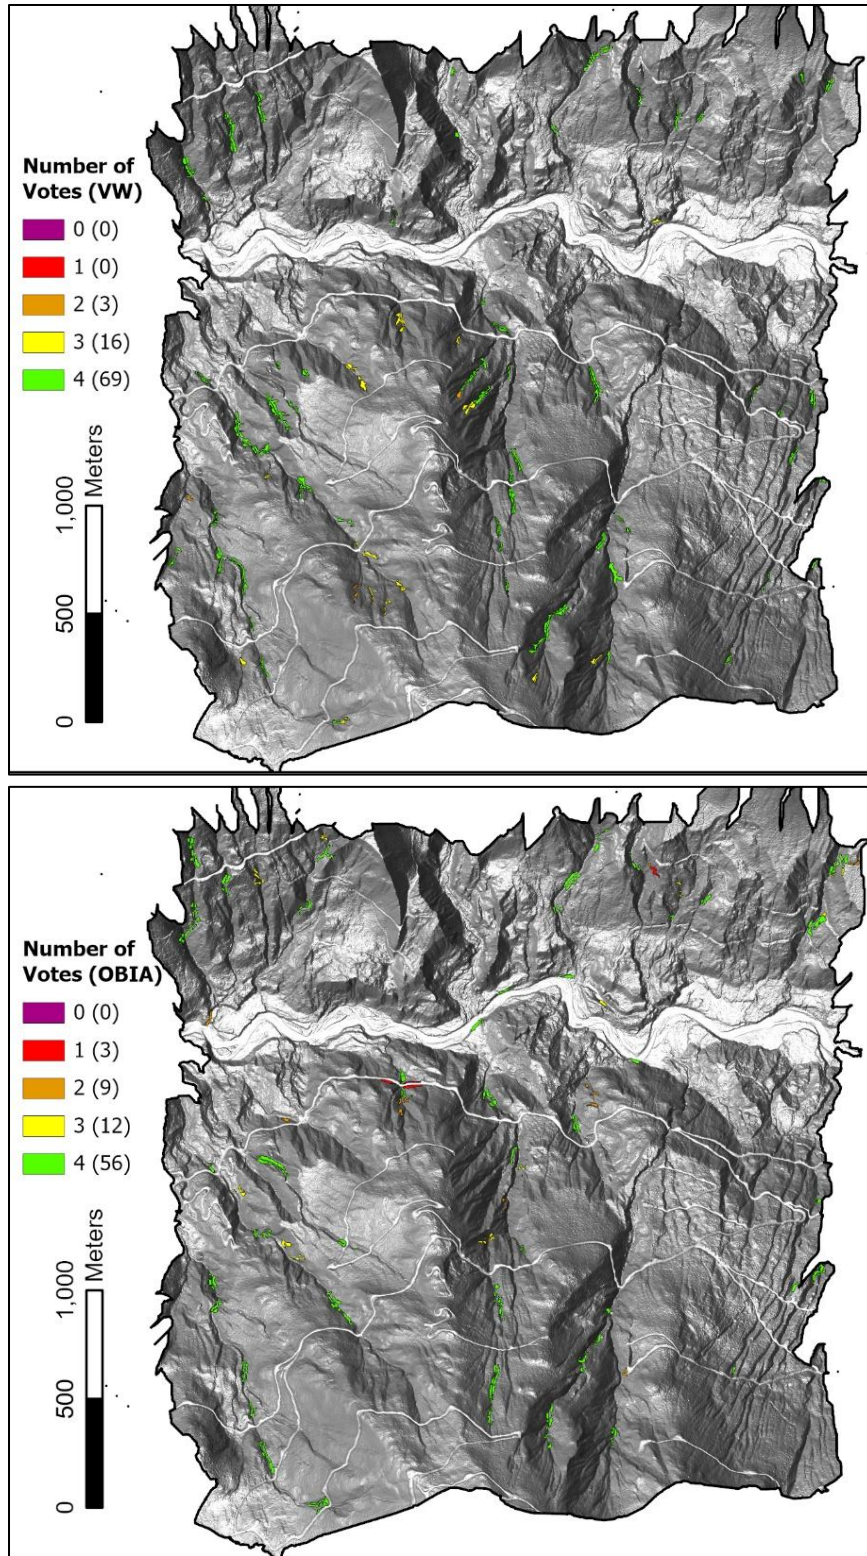 Number of
Votes (VW)
0 (0)
1 (0)
2 (3)
3 (16)
4 (69)
1,000
Meters
500
0
Number of
Votes (OBIA)
0 (0)
1 (3)
2 (9)
3 (12)
4 (56)
1,000
Meters
500
0